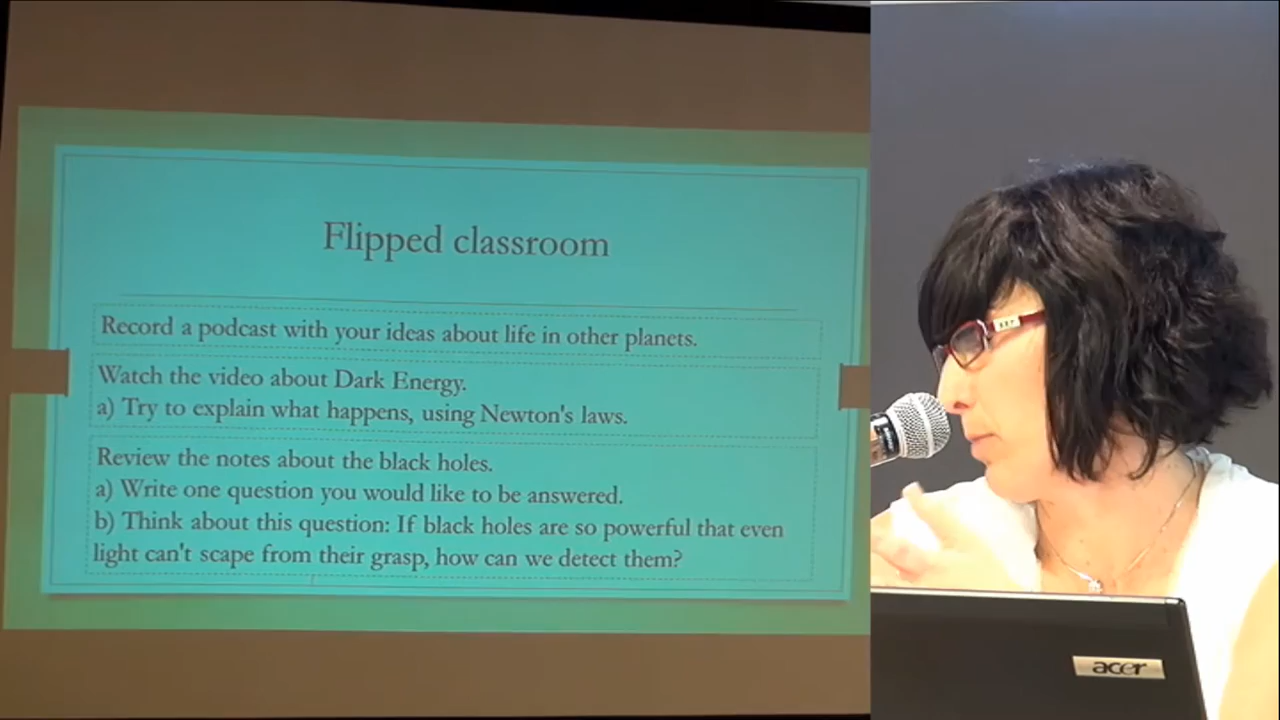 Flipped classroom
Record a podcast with your ideas about life in other planets.
Watch the video about Dark Energy.
a) Try to explain what happens, using Newton's laws.
Review the notes about the black holes.
a) Write one question you would like to be answered.
b) Think about this question: If black holes are so powerful that even
light can't scape from their grasp, how can we detect them?
acer